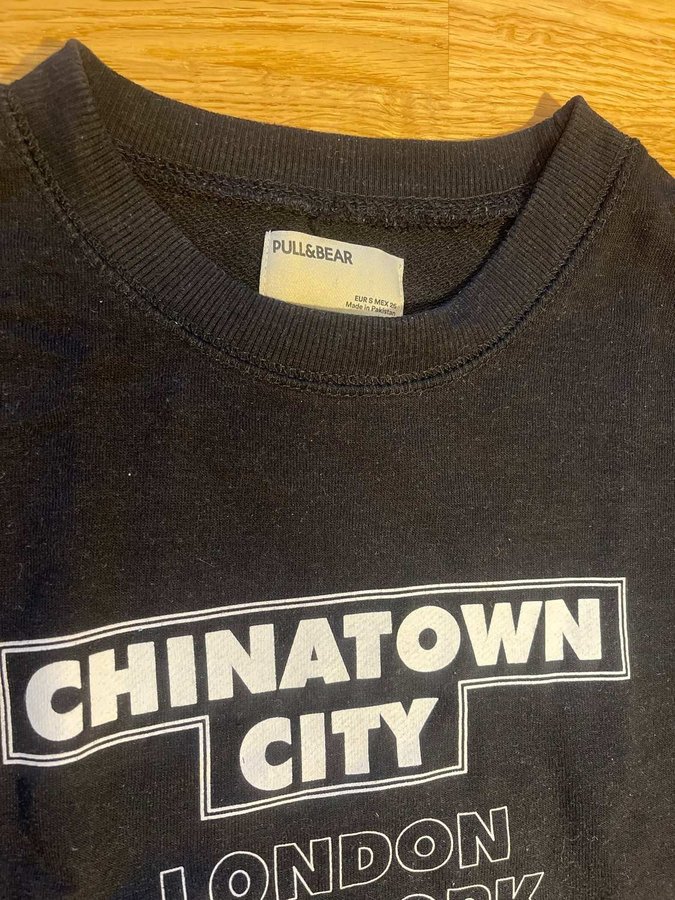 PULL&BEAR
EUR S MEX 26
Made in Pakistan
CHINATOWN
CITY
LONDON